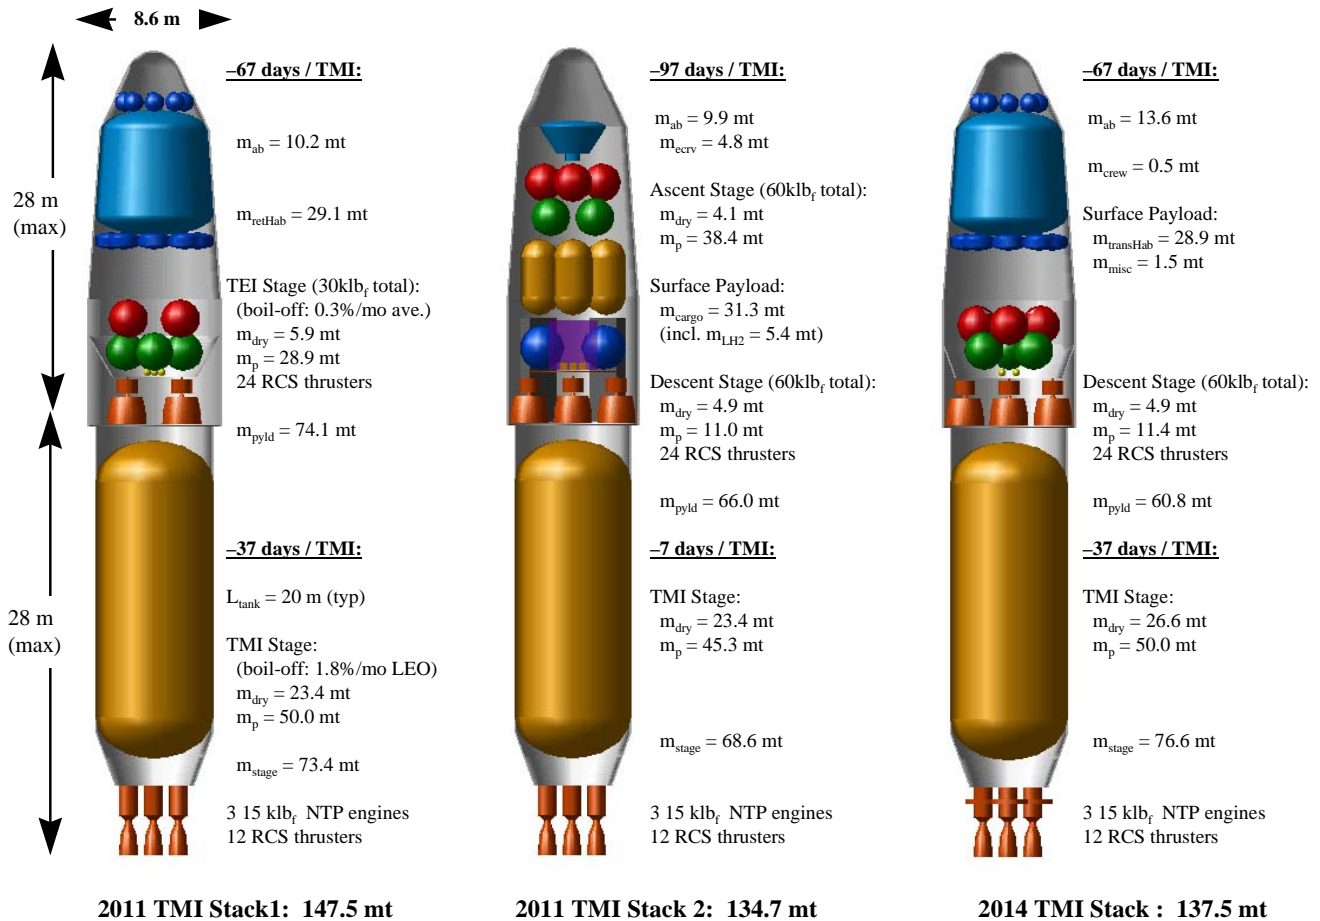 8.6 m
28 m
(max)
28 m
(max)
–67 days / TMI:
m_ab = 10.2 mt
m_retHab = 29.1 mt
TEI Stage (30klb_f total):
(boil-off: 0.3%/mo ave.)
m_dry = 5.9 mt
m_p = 28.9 mt
24 RCS thrusters
m_pyld = 74.1 mt
–37 days / TMI:
L_tank = 20 m (typ)
TMI Stage:
(boil-off: 1.8%/mo LEO)
m_dry = 23.4 mt
m_p = 50.0 mt
m_stage = 73.4 mt
3 15 klb_f NTP engines
12 RCS thrusters
2011 TMI Stack1: 147.5 mt
–97 days / TMI:
m_ab = 9.9 mt
m_ecrv = 4.8 mt
Ascent Stage (60klb_f total):
m_dry = 4.1 mt
m_p = 38.4 mt
Surface Payload:
m_cargo = 31.3 mt
(incl. m_LH2 = 5.4 mt)
Descent Stage (60klb_f total):
m_dry = 4.9 mt
m_p = 11.0 mt
24 RCS thrusters
m_pyld = 66.0 mt
–7 days / TMI:
TMI Stage:
m_dry = 23.4 mt
m_p = 45.3 mt
m_stage = 68.6 mt
3 15 klb_f NTP engines
12 RCS thrusters
2011 TMI Stack 2: 134.7 mt
–67 days / TMI:
m_ab = 13.6 mt
m_crew = 0.5 mt
Surface Payload:
m_transHab = 28.9 mt
m_misc = 1.5 mt
Descent Stage (60klb_f total):
m_dry = 4.9 mt
m_p = 11.4 mt
24 RCS thrusters
m_pyld = 60.8 mt
–37 days / TMI:
TMI Stage:
m_dry = 26.6 mt
m_p = 50.0 mt
m_stage = 76.6 mt
3 15 klb_f NTP engines
12 RCS thrusters
2014 TMI Stack : 137.5 mt